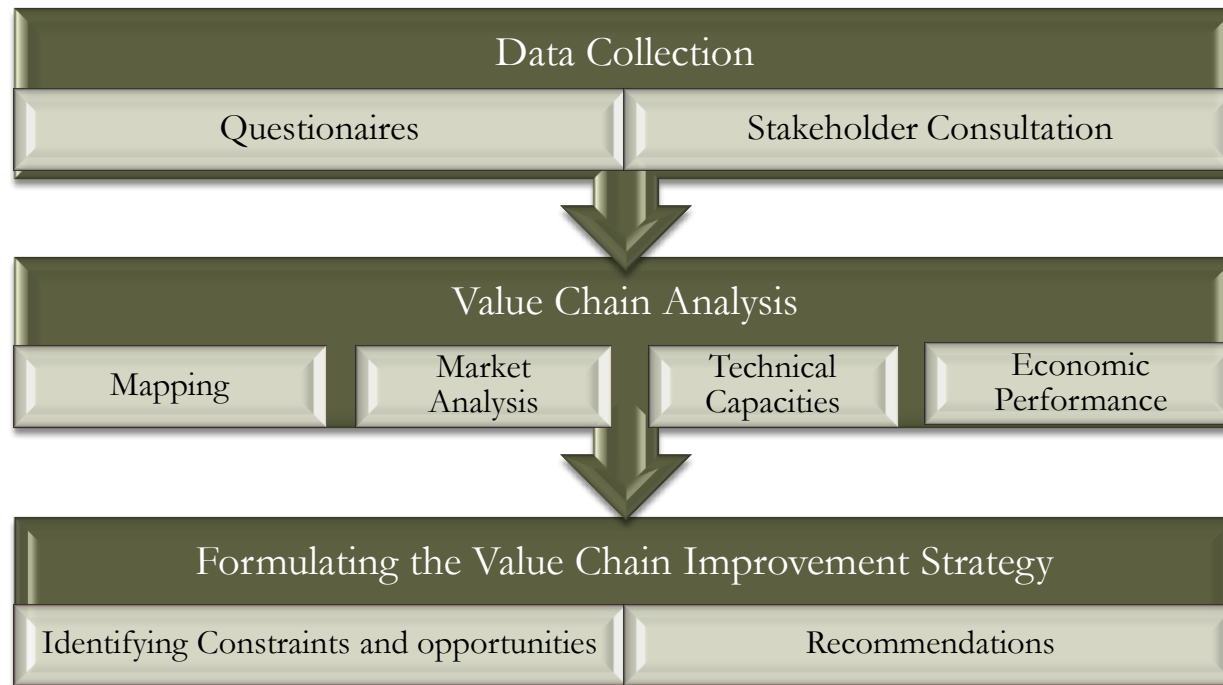 Data Collection
Questionaires
Stakeholder Consultation
Value Chain Analysis
Mapping
Market
Analysis
Technical
Capacities
Economic
Performance
Formulating the Value Chain Improvement Strategy
Identifying Constraints and opportunities
Recommendations